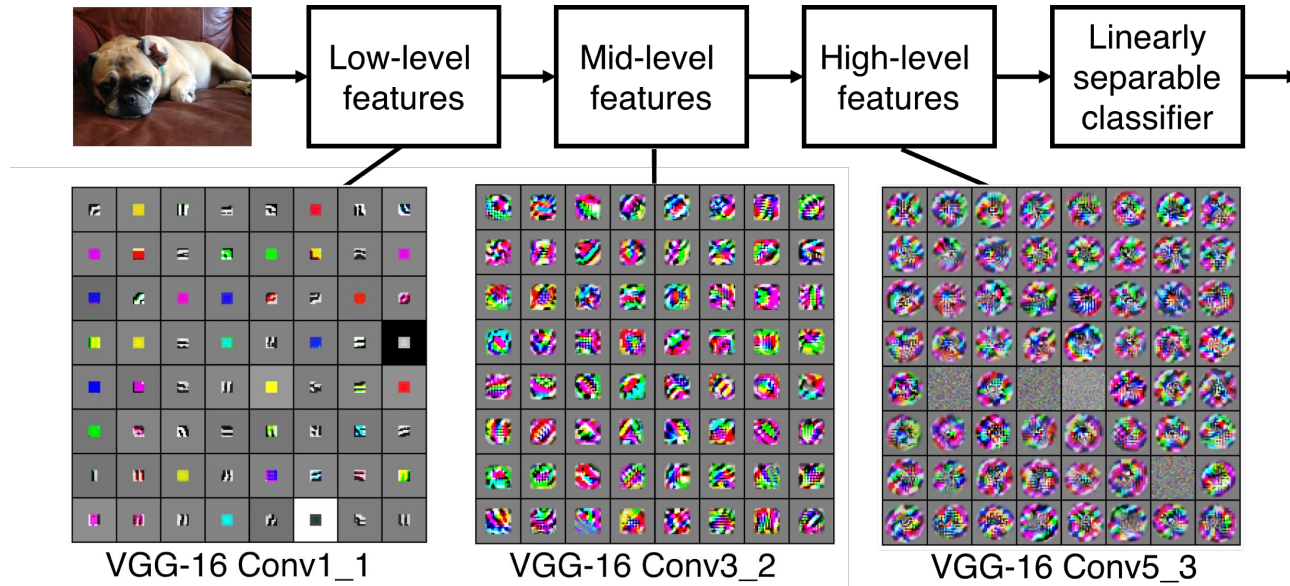 Low-level
features
Mid-level
features
High-level
features
Linearly
separable
classifier
VGG-16 Conv1_1
VGG-16 Conv3_2
VGG-16 Conv5_3